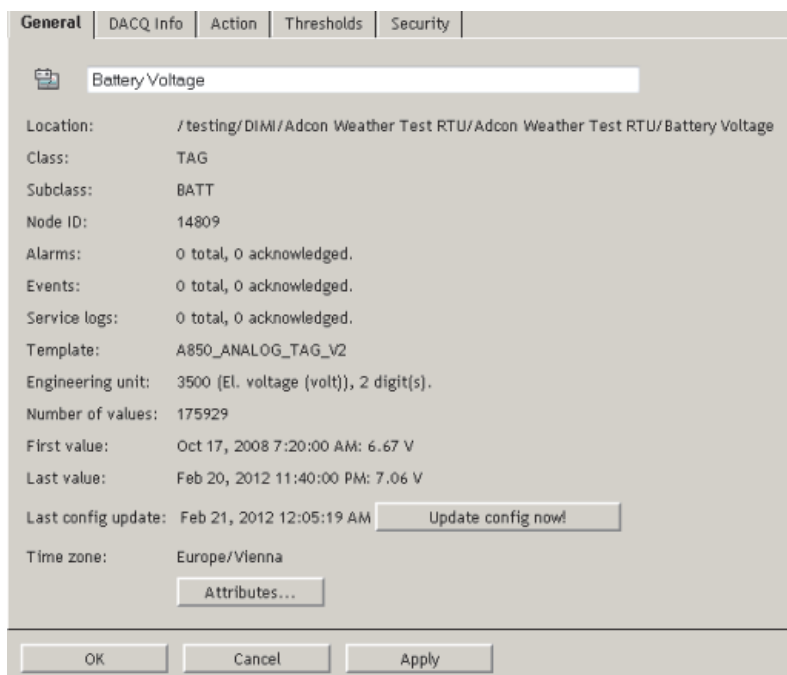 General DACQ Info Action Thresholds Security
Battery Voltage
Location: /testing/DIMI/Adcon Weather Test RTU/Adcon Weather Test RTU/Battery Voltage
Class: TAG
Subclass: BATT
Node ID: 14809
Alarms: 0 total, 0 acknowledged.
Events: 0 total, 0 acknowledged.
Service logs: 0 total, 0 acknowledged.
Template: A850_ANALOG_TAG_V2
Engineering unit: 3500 (El. voltage (volt)), 2 digit(s).
Number of values: 175929
First value: Oct 17, 2008 7:20:00 AM: 6.67 V
Last value: Feb 20, 2012 11:40:00 PM: 7.06 V
Last config update: Feb 21, 2012 12:05:19 AM Update config now!
Time zone: Europe/Vienna
Attributes...
OK Cancel Apply